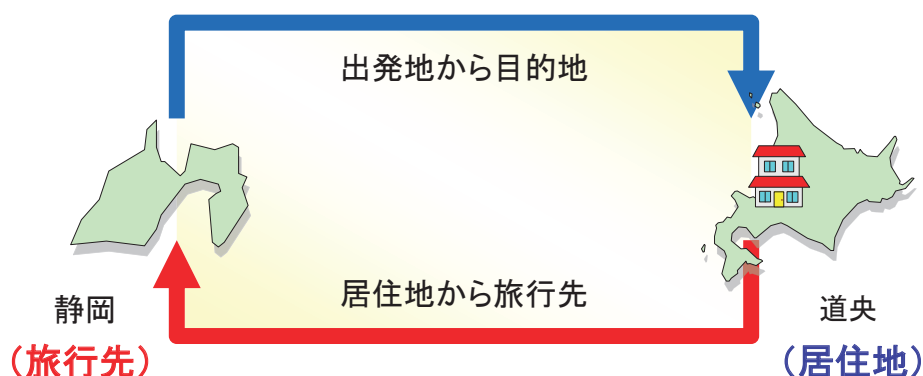 出発地から目的地
居住地から旅行先
静岡
(旅行先)
道央
(居住地)